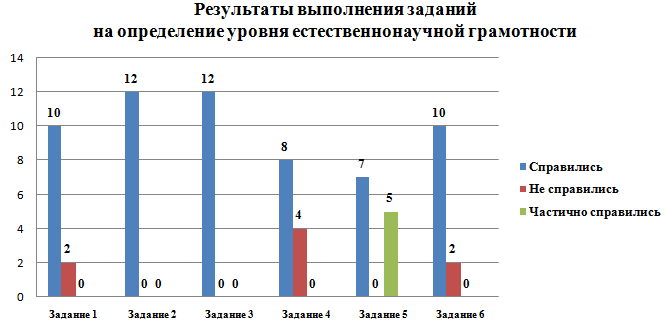 Результаты выполнения заданий
на определение уровня естественнонаучной грамотности
14
12
10
8
6
4
2
0
10
2
0
12
0
0
12
0
0
8
4
0
7
0
5
10
2
0
Задание 1
Задание 2
Задание 3
Задание 4
Задание 5
Задание 6
Справились
Не справились
Частично справились